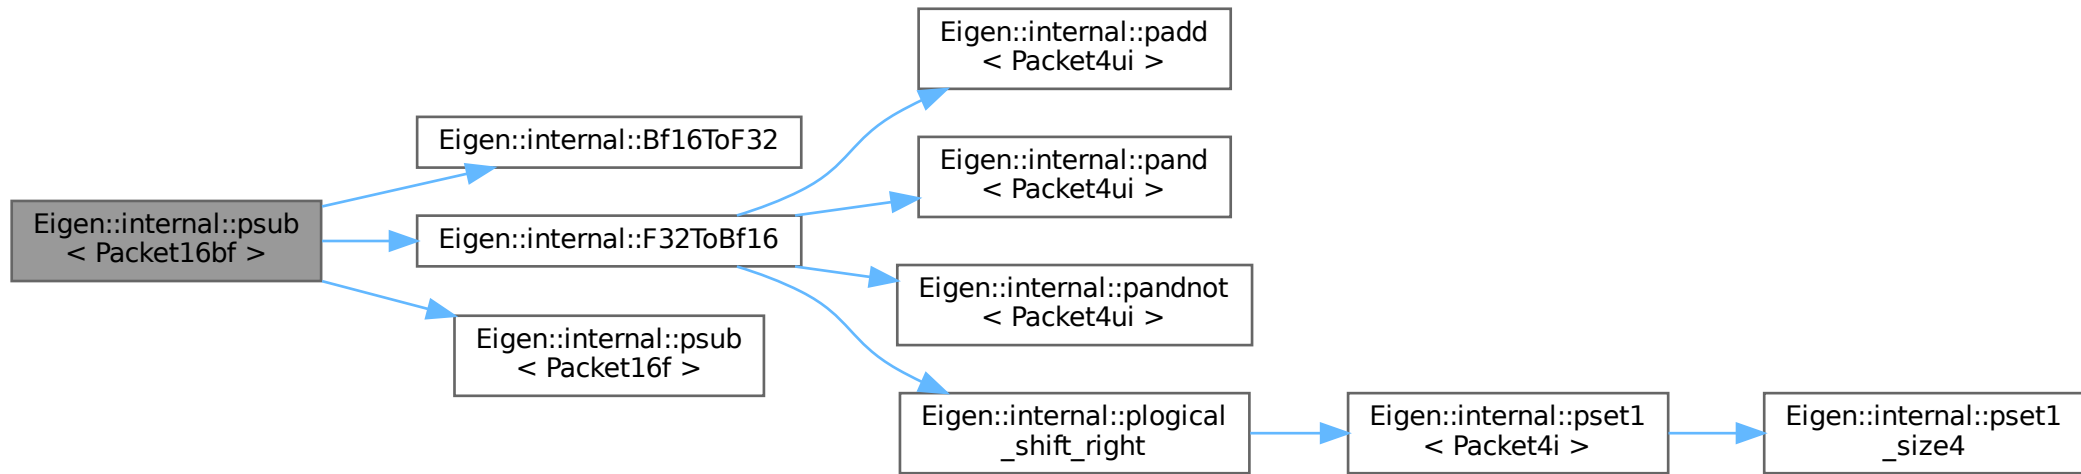 Eigen::internal::psub
< Packet16bf >
Eigen::internal::Bf16ToF32
Eigen::internal::F32ToBf16
Eigen::internal::psub
< Packet16f >
Eigen::internal::padd
< Packet4ui >
Eigen::internal::pand
< Packet4ui >
Eigen::internal::pandnot
< Packet4ui >
Eigen::internal::plogical
_shift_right
Eigen::internal::pset1
< Packet4i >
Eigen::internal::pset1
_size4